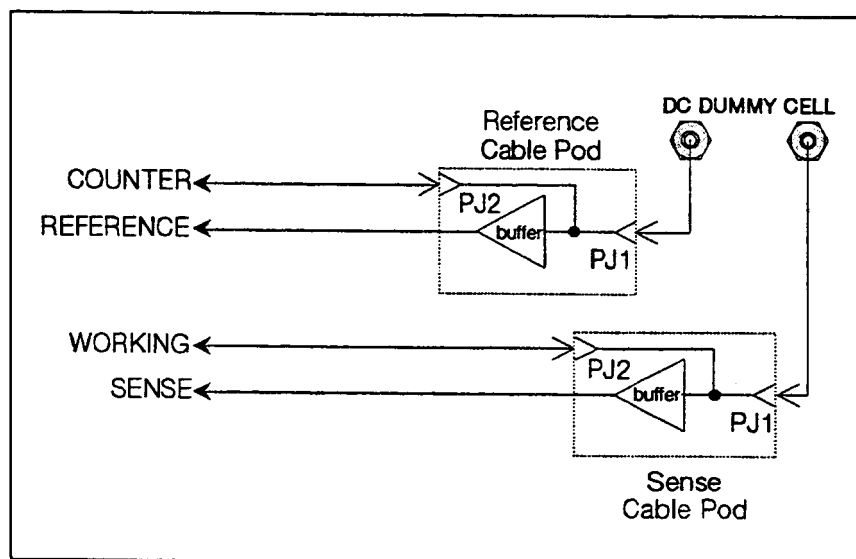 DC DUMMY CELL
Reference
Cable Pod
COUNTER
PJ2
REFERENCE
buffer
PJ1
WORKING
PJ2
SENSE
buffer
PJ1
Sense
Cable Pod